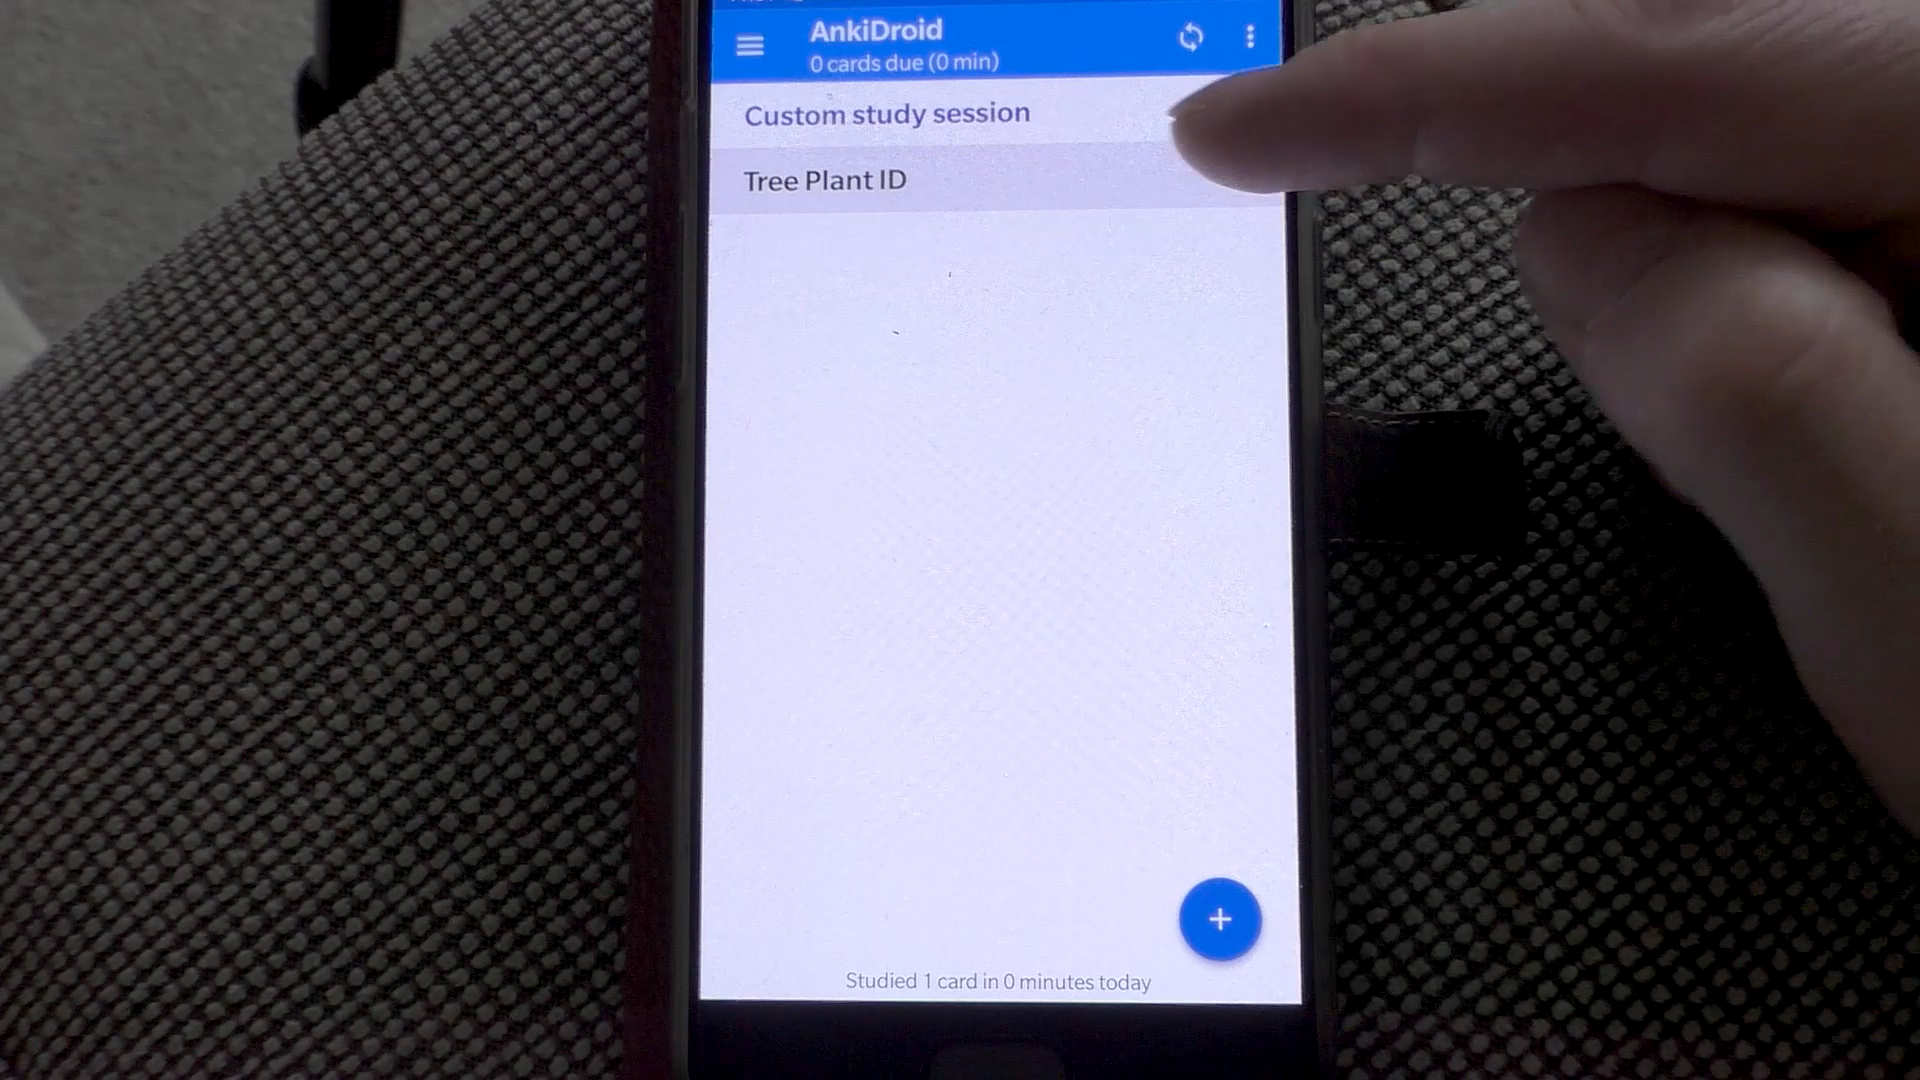 AnkiDroid
0 cards due (0 min)
Custom study session
Tree Plant ID
+
Studied 1 card in 0 minutes today